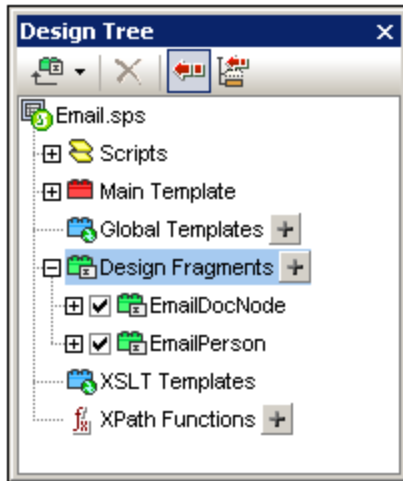 Design Tree
Email.sps
Scripts
Main Template
Global Templates
Design Fragments
EmailDocNode
EmailPerson
XSLT Templates
XPath Functions